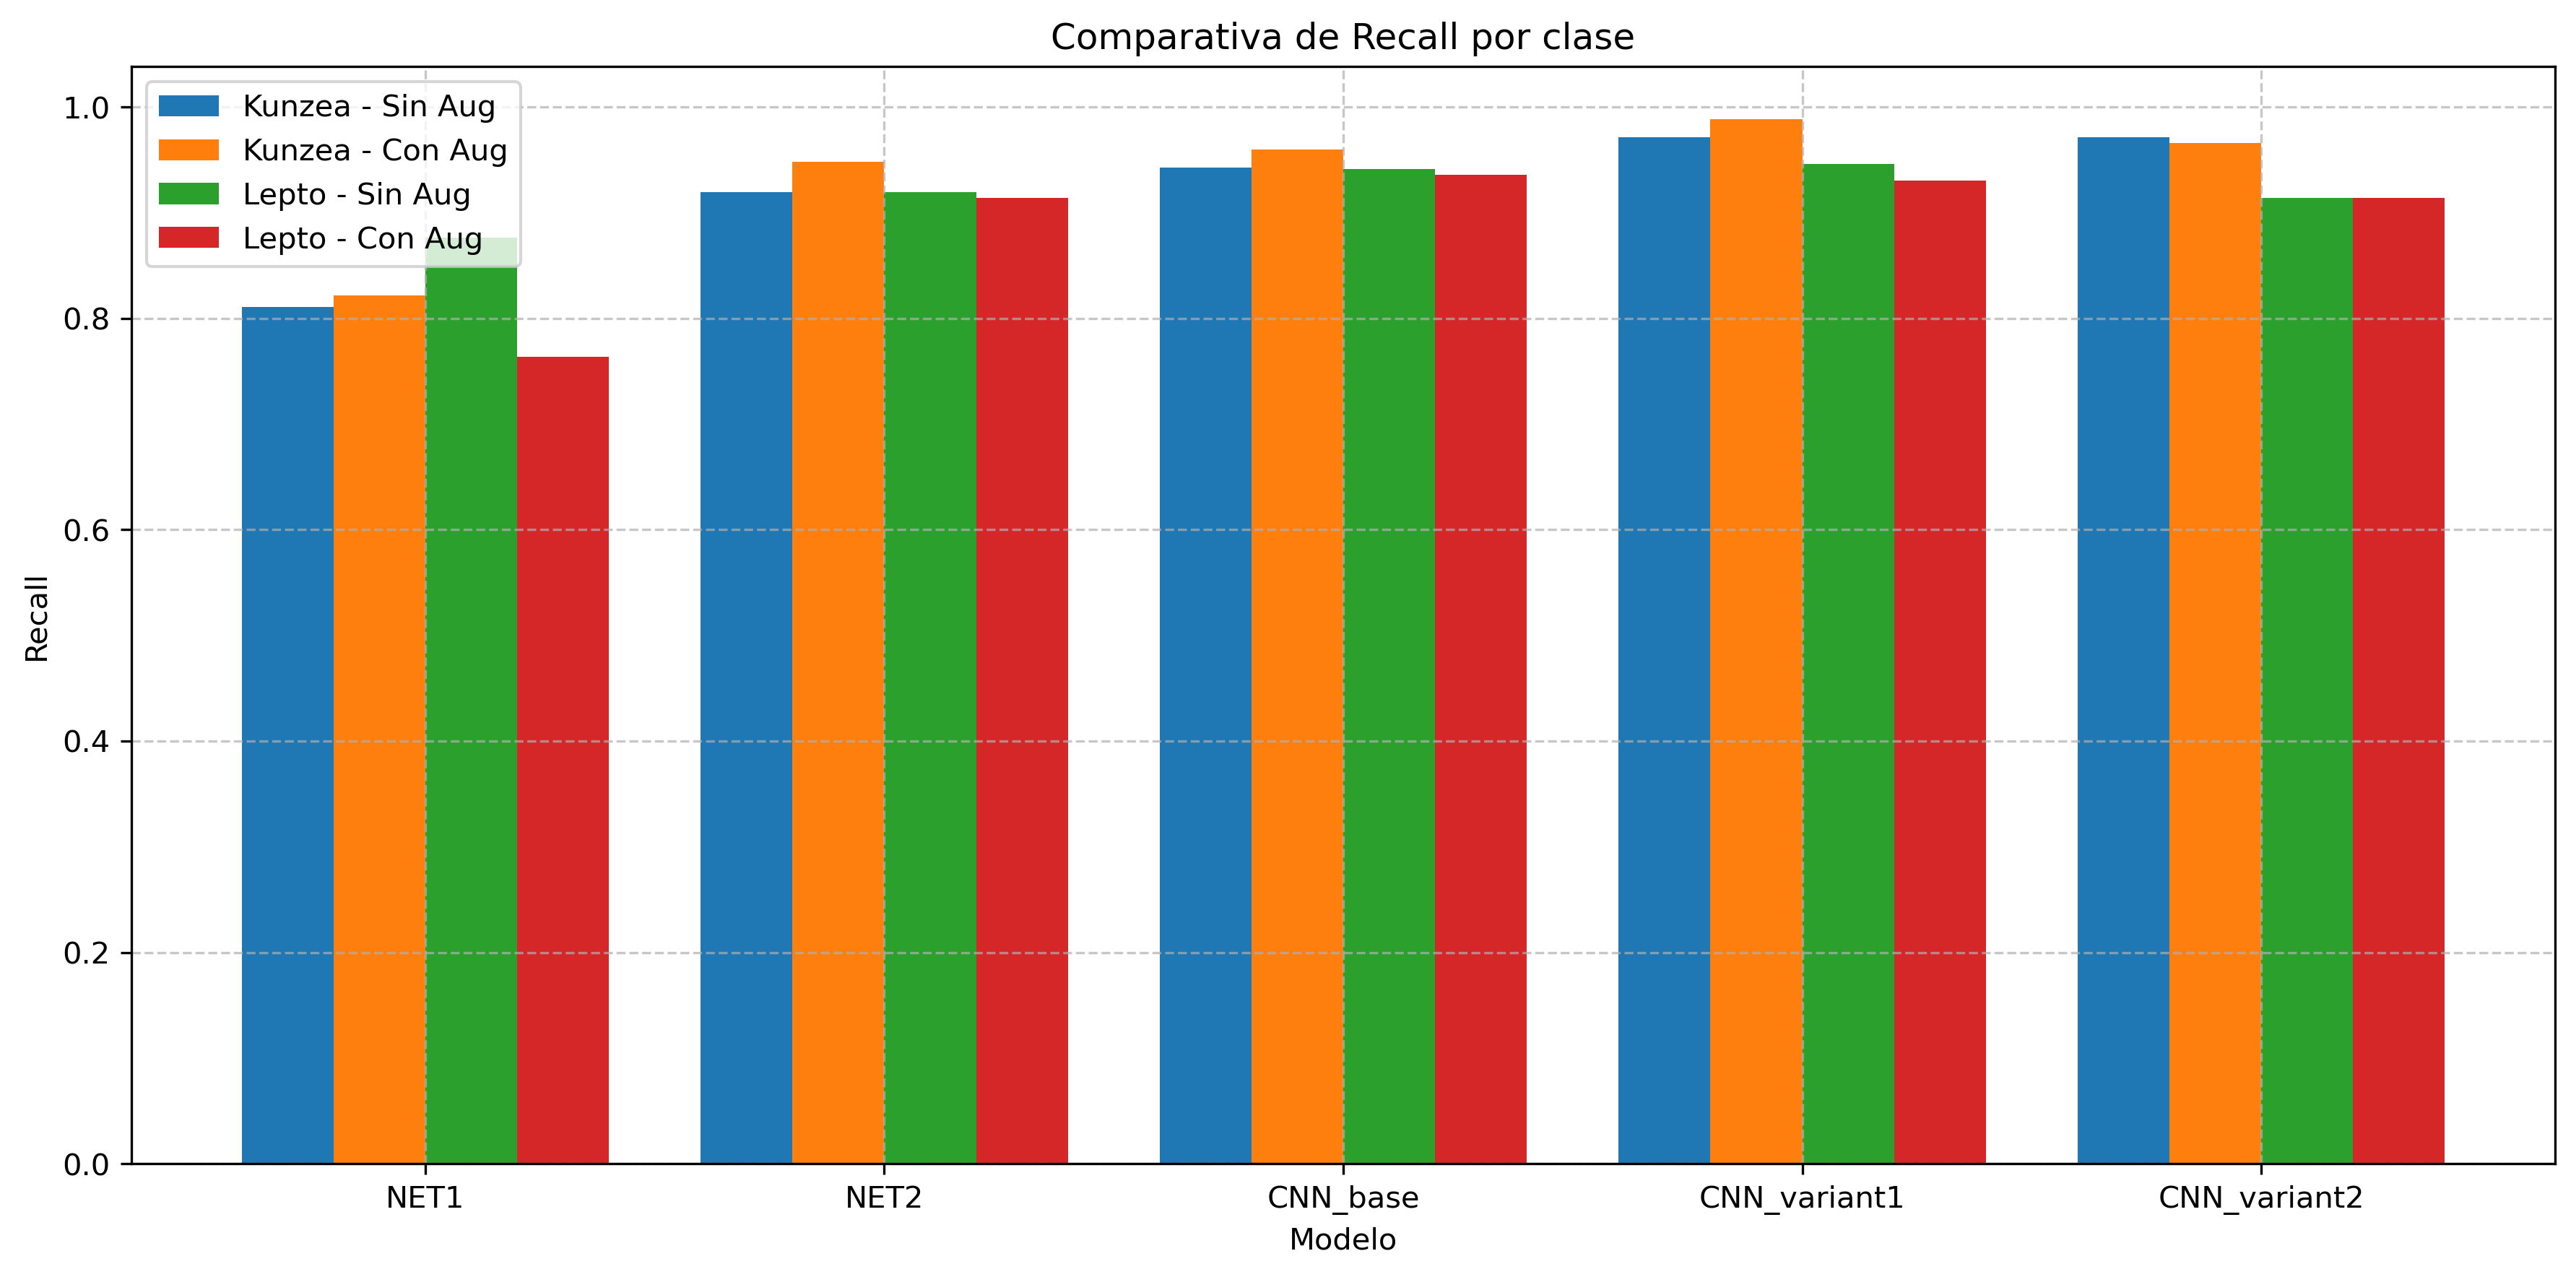 Comparativa de Recall por clase
Kunzea - Sin Aug
Kunzea - Con Aug
Lepto - Sin Aug
Lepto - Con Aug
1.0
0.8
0.6
0.4
0.2
0.0
Recall
NET1
NET2
CNN_base
CNN_variant1
CNN_variant2
Modelo